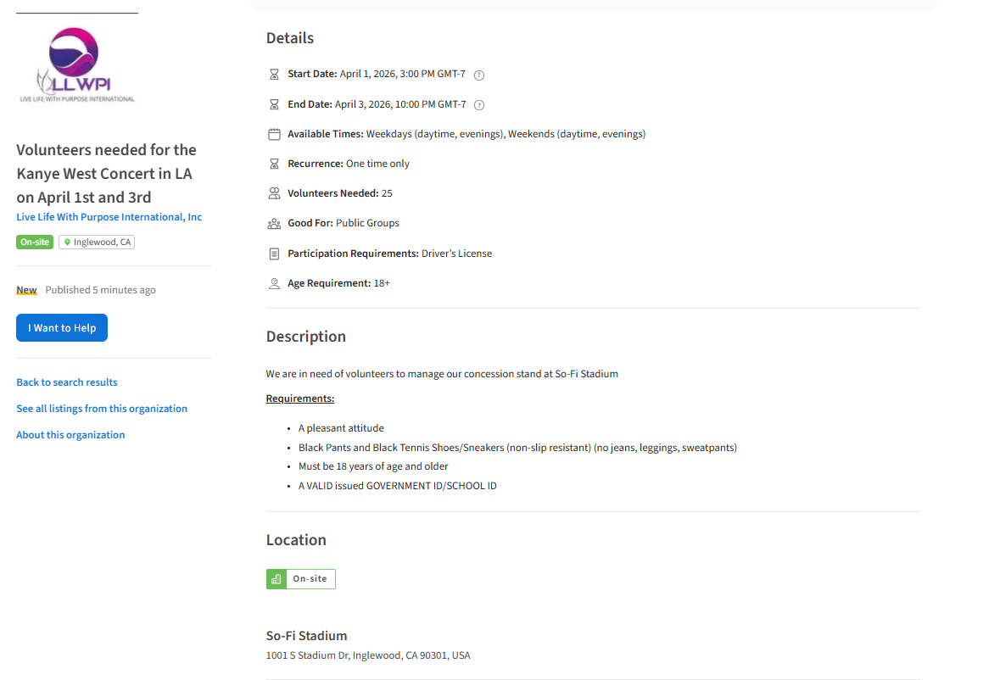 LLWPI
LIVE LIFE WITH PURPOSE INTERNATIONAL
Volunteers needed for the
Kanye West Concert in LA
on April 1st and 3rd
Live Life With Purpose International, Inc
On-site
Inglewood, CA
New Published 5 minutes ago
I Want to Help
Back to search results
See all listings from this organization
About this organization
Details
Start Date: April 1, 2026, 3:00 PM GMT-7 ?
End Date: April 3, 2026, 10:00 PM GMT-7 ?
Available Times: Weekdays (daytime, evenings), Weekends (daytime, evenings)
Recurrence: One time only
Volunteers Needed: 25
Good For: Public Groups
Participation Requirements: Driver's License
Age Requirement: 18+
Description
We are in need of volunteers to manage our concession stand at So-Fi Stadium
Requirements:
• A pleasant attitude
• Black Pants and Black Tennis Shoes/Sneakers (non-slip resistant) (no jeans, leggings, sweatpants)
• Must be 18 years of age and older
• A VALID issued GOVERNMENT ID/SCHOOL ID
Location
On-site
So-Fi Stadium
1001 S Stadium Dr, Inglewood, CA 90301, USA